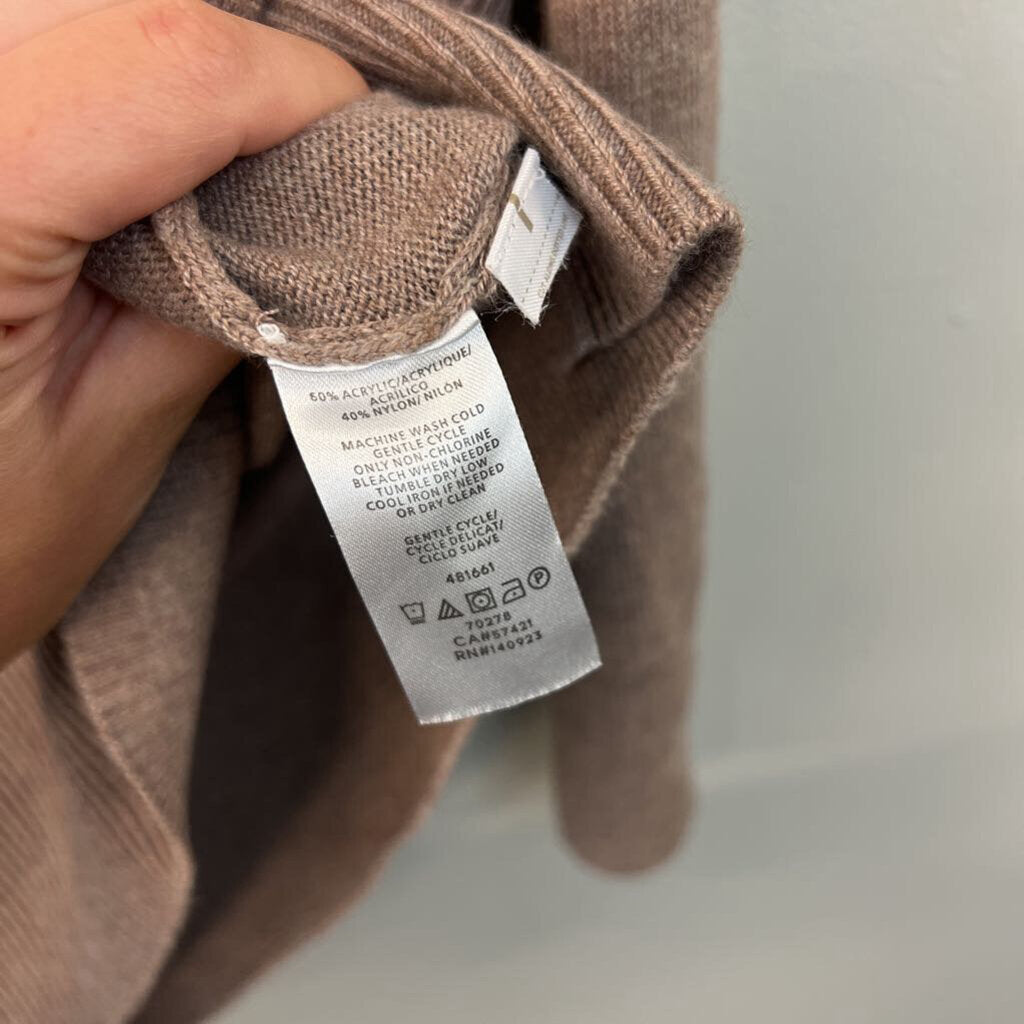 60% ACRYLIC/ACRYLIQUE/
ACRILICO
40% NYLON/ NILÓN
MACHINE WASH COLD
GENTLE CYCLE
ONLY NON-CHLORINE
BLEACH WHEN NEEDED
TUMBLE DRY LOW
COOL IRON IF NEEDED
OR DRY CLEAN
GENTLE CYCLE/
CYCLE DELICAT/
CICLO SUAVE
481661
P
70278
CA#57421
RN#140923